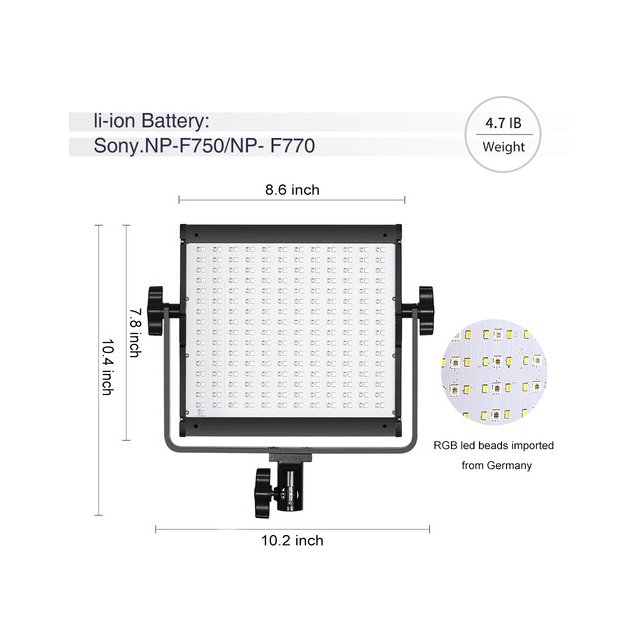 li-ion Battery:
Sony.NP-F750/NP- F770
4.7 IB
Weight
8.6 inch
7.8 inch
10.4 inch
RGB led beads imported
from Germany
10.2 inch